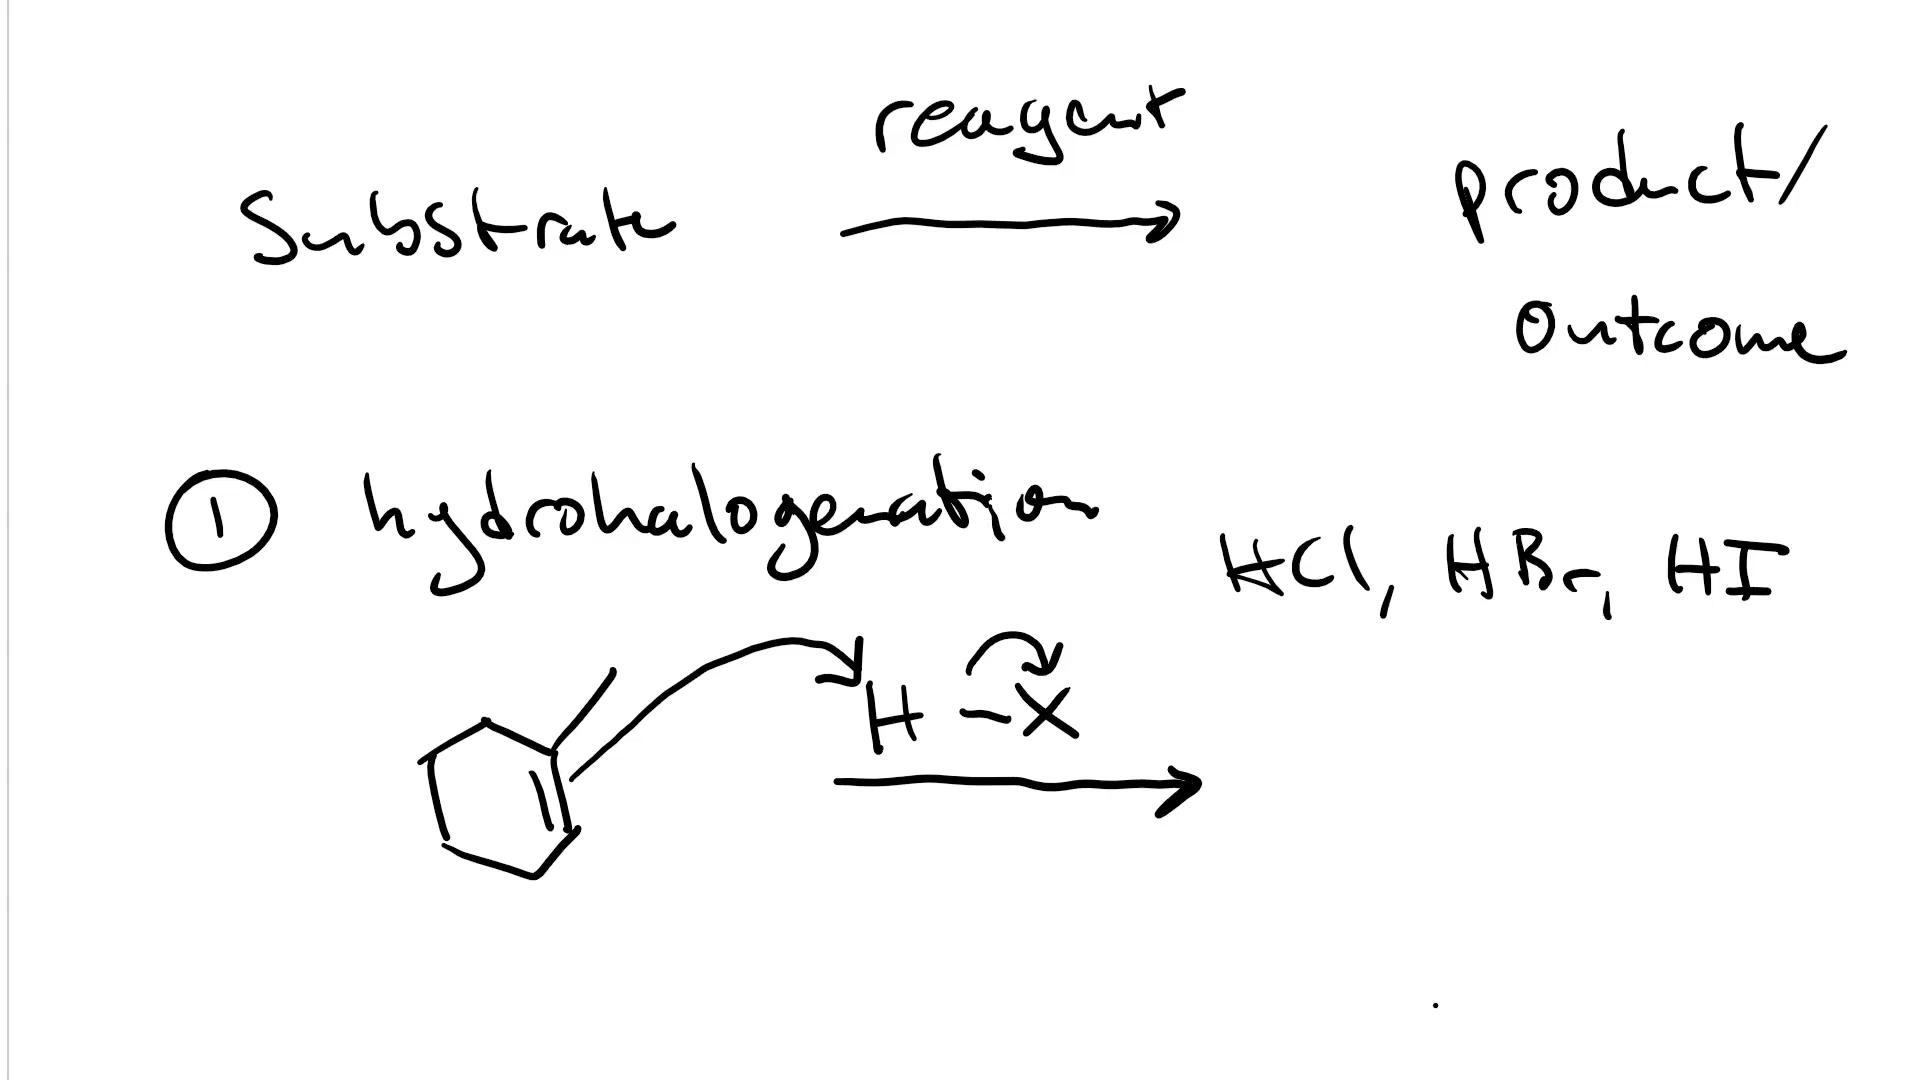 reagent
Substrate → product/
outcome
① hydrohalogenation
HCl, HBr, HI
H-X